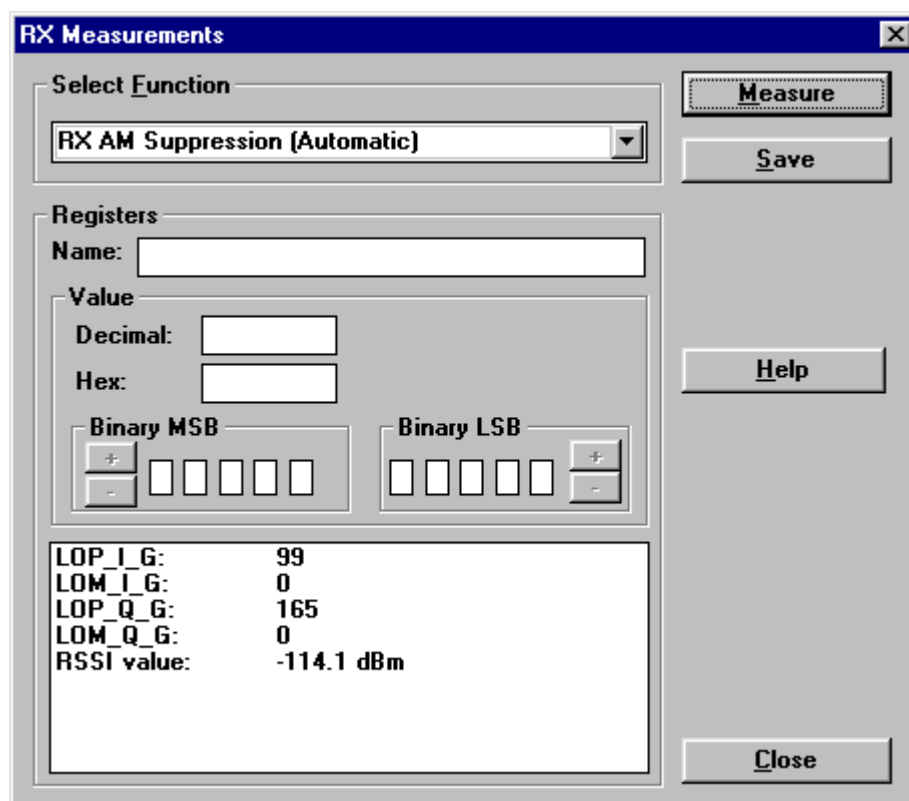 RX Measurements
Select Function
Measure
RX AM Suppression (Automatic)
Save
Registers
Name:
Value
Decimal:
Hex:
Help
Binary MSB
Binary LSB
+
+
-
-
LOP_I_G: 99
LOM_I_G: 0
LOP_Q_G: 165
LOM_Q_G: 0
RSSI value: -114.1 dBm
Close